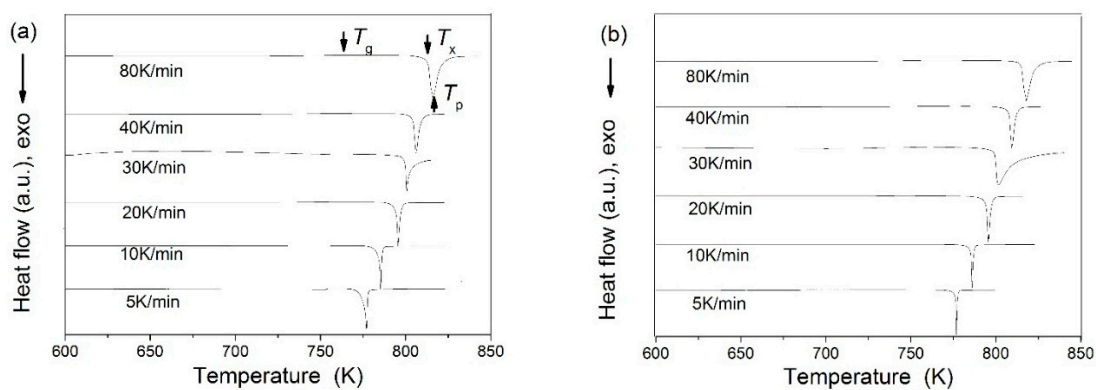 (a)
Heat flow (a.u.), exo
Tg
Tx
Tp
80K/min
40K/min
30K/min
20K/min
10K/min
5K/min
600 650 700 750 800 850
Temperature (K)
(b)
Heat flow (a.u.), exo
80K/min
40K/min
30K/min
20K/min
10K/min
5K/min
600 650 700 750 800 850
Temperature (K)